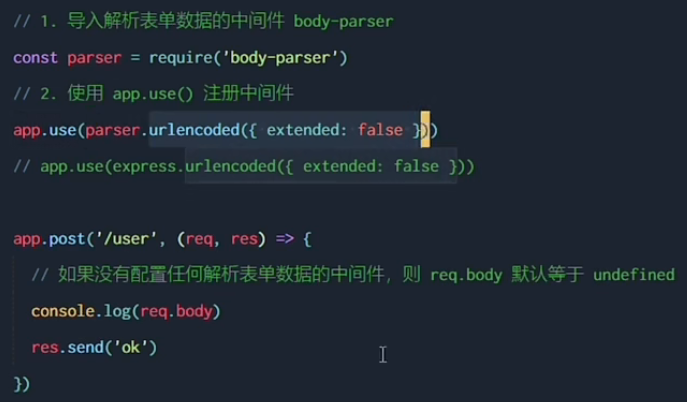 // 1. 导入解析表单数据的中间件 body-parser
const parser = require('body-parser')
// 2. 使用 app.use() 注册中间件
app.use(parser.urlencoded({ extended: false }))
// app.use(express.urlencoded({ extended: false }))
app.post('/user', (req, res) => {
// 如果没有配置任何解析表单数据的中间件，则 req.body 默认等于 undefined
console.log(req.body)
res.send('ok')
})